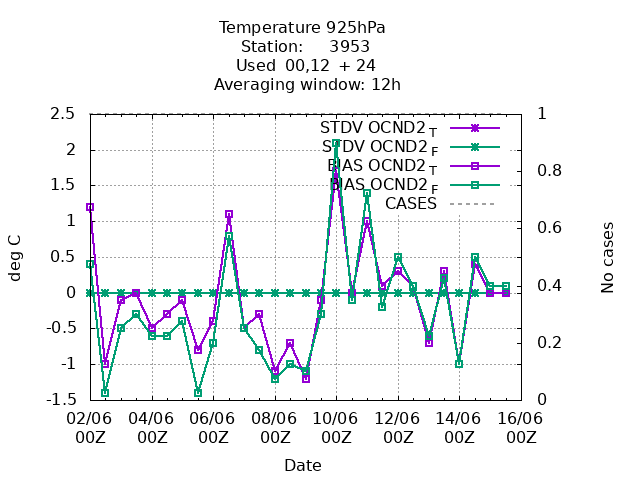 Temperature 925hPa
Station: 3953
Used 00,12 + 24
Averaging window: 12h
STDV OCND2 T
STDV OCND2 F
BIAS OCND2 T
BIAS OCND2 F
CASES
2.5
2
1.5
1
0.5
0
-0.5
-1
-1.5
1
0.8
0.6
0.4
0.2
0
deg C
No cases
02/06 04/06 06/06 08/06 10/06 12/06 14/06 16/06
00Z 00Z 00Z 00Z 00Z 00Z 00Z 00Z
Date